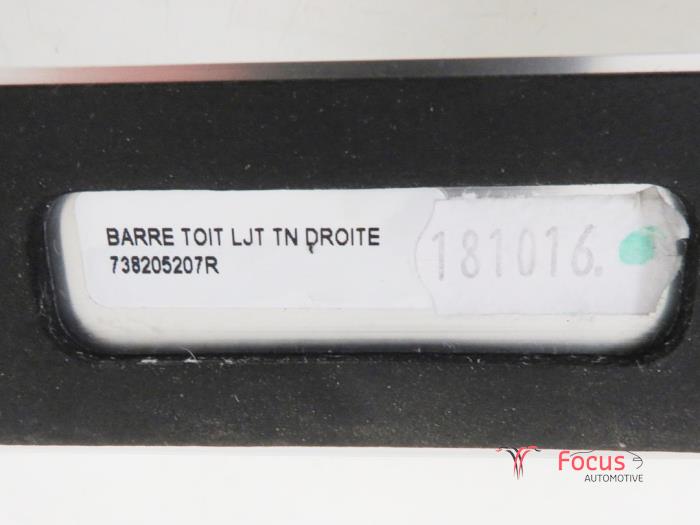 BARRE TOIT LJT TN DROITE
738205207R
181016.
Focus
AUTOMOTIVE